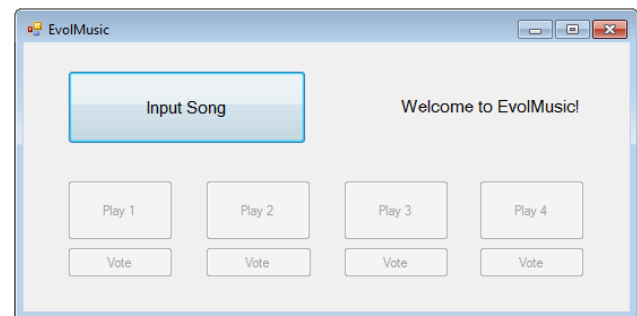 EvolMusic
Input Song
Welcome to EvolMusic!
Play 1 Play 2 Play 3 Play 4
Vote Vote Vote Vote